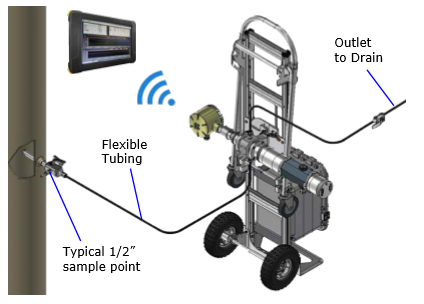 Outlet
to Drain
Flexible
Tubing
Typical 1/2”
sample point